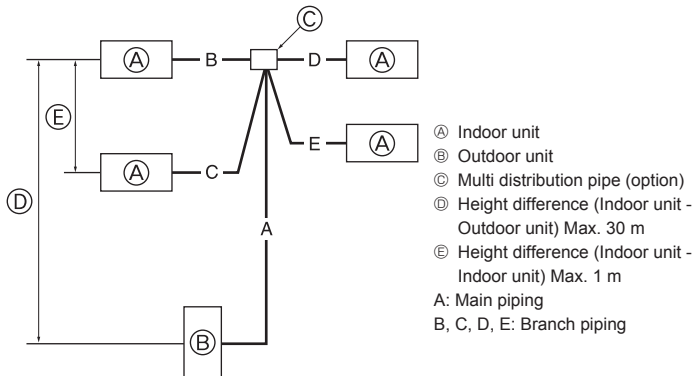 Ⓒ
Ⓐ B D Ⓐ
Ⓔ
Ⓐ C E Ⓐ
Ⓓ
A
Ⓑ
Ⓐ Indoor unit
Ⓑ Outdoor unit
Ⓒ Multi distribution pipe (option)
Ⓓ Height difference (Indoor unit -
Outdoor unit) Max. 30 m
Ⓔ Height difference (Indoor unit -
Indoor unit) Max. 1 m
A: Main piping
B, C, D, E: Branch piping